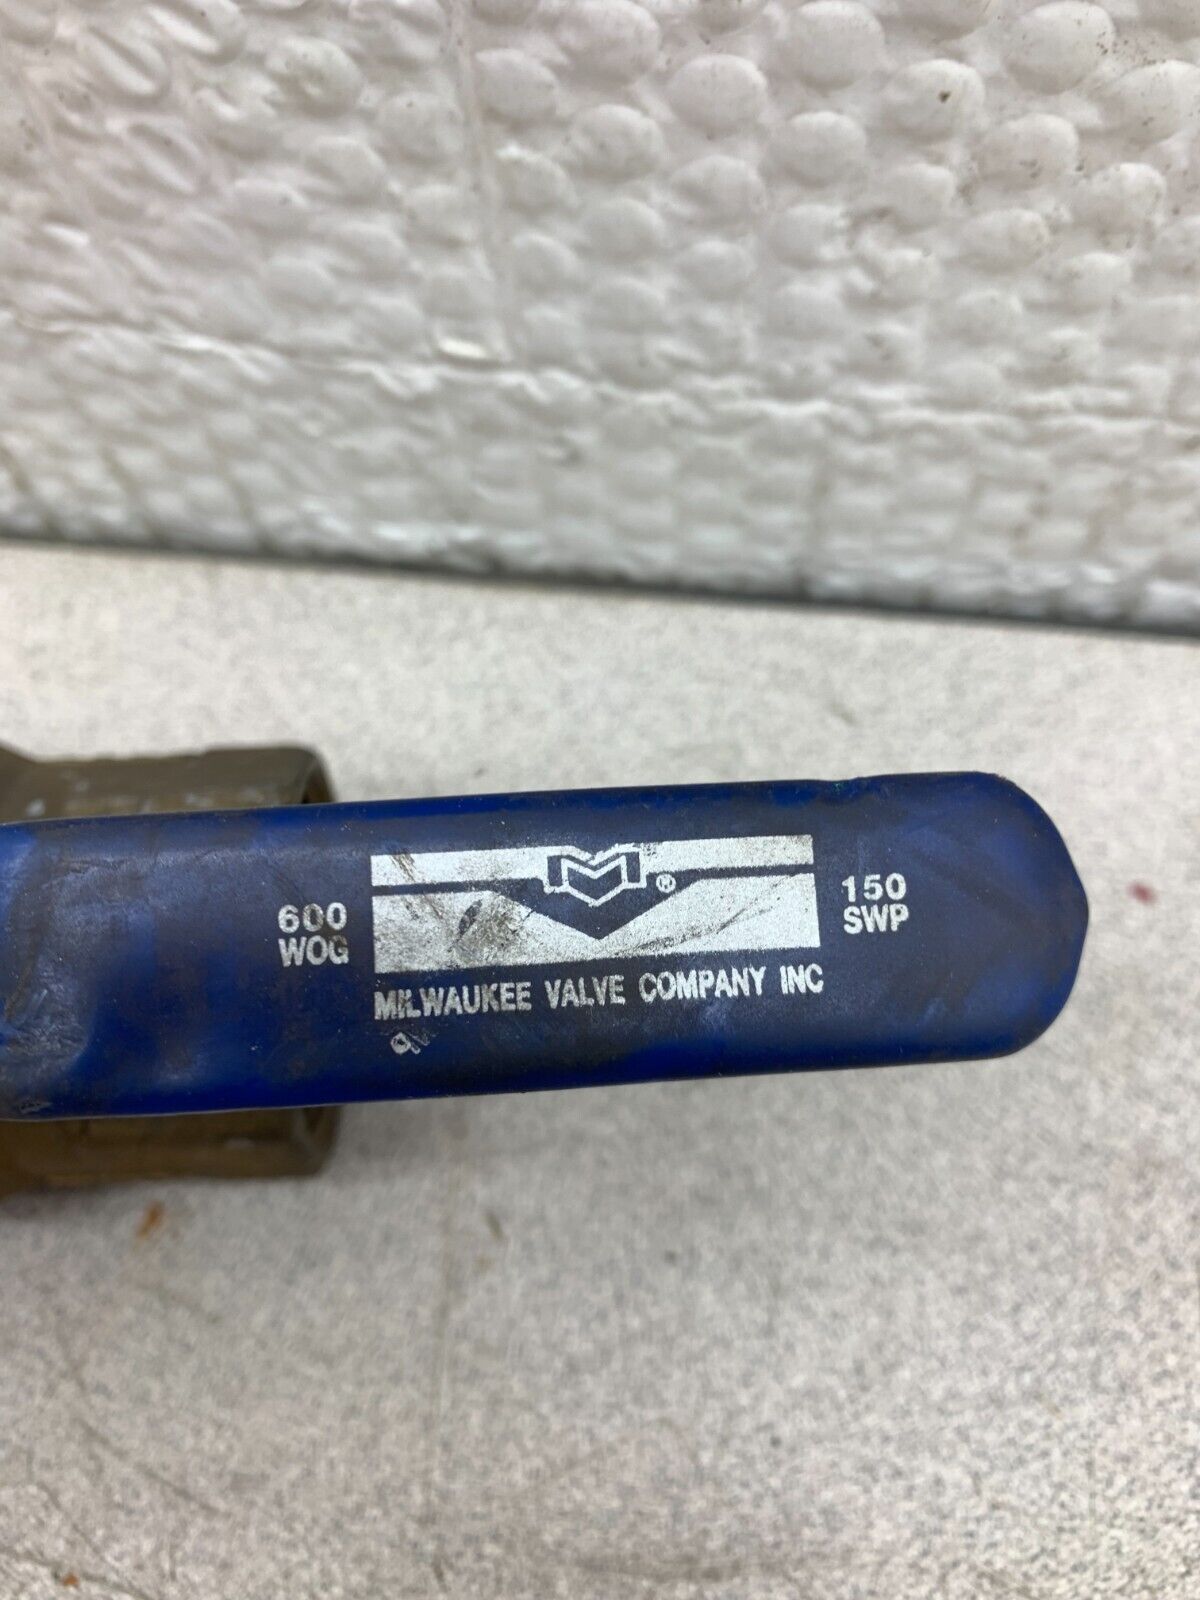 600
WOG
M ®
150
SWP
MILWAUKEE VALVE COMPANY INC